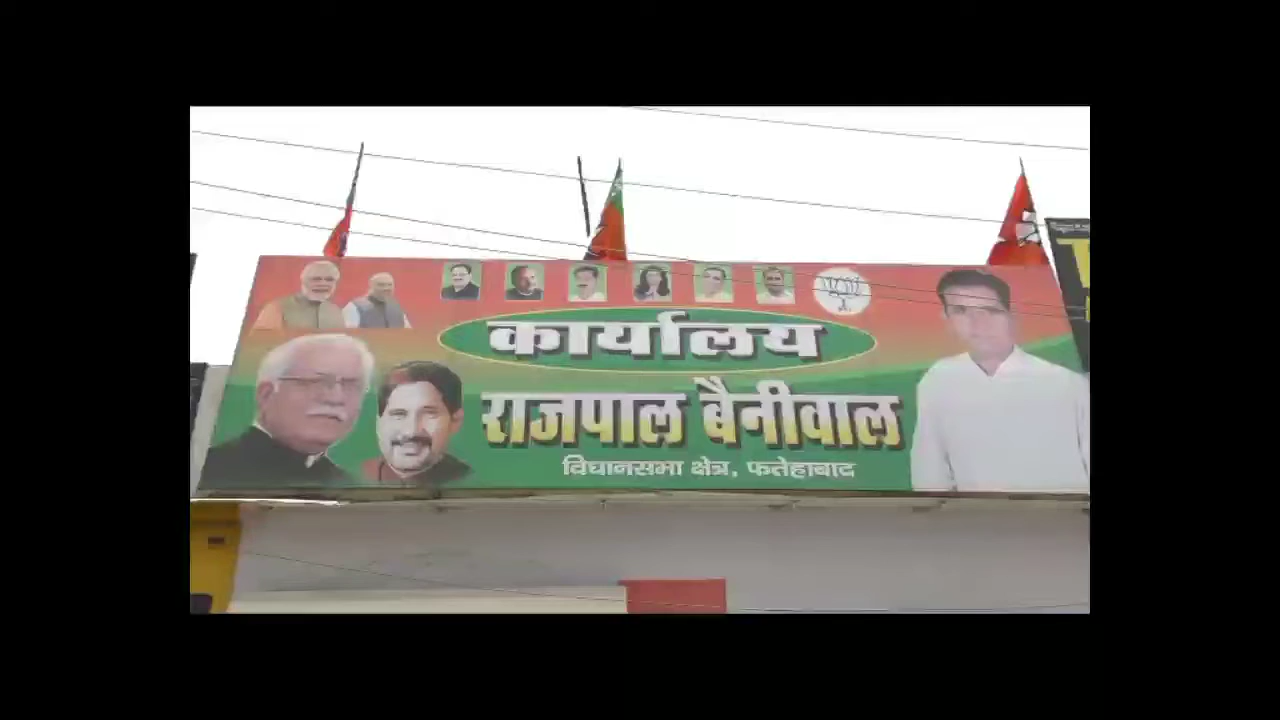 कार्यालय
राजपाल बैनीवाल
विधानसभा क्षेत्र, फतेहाबाद